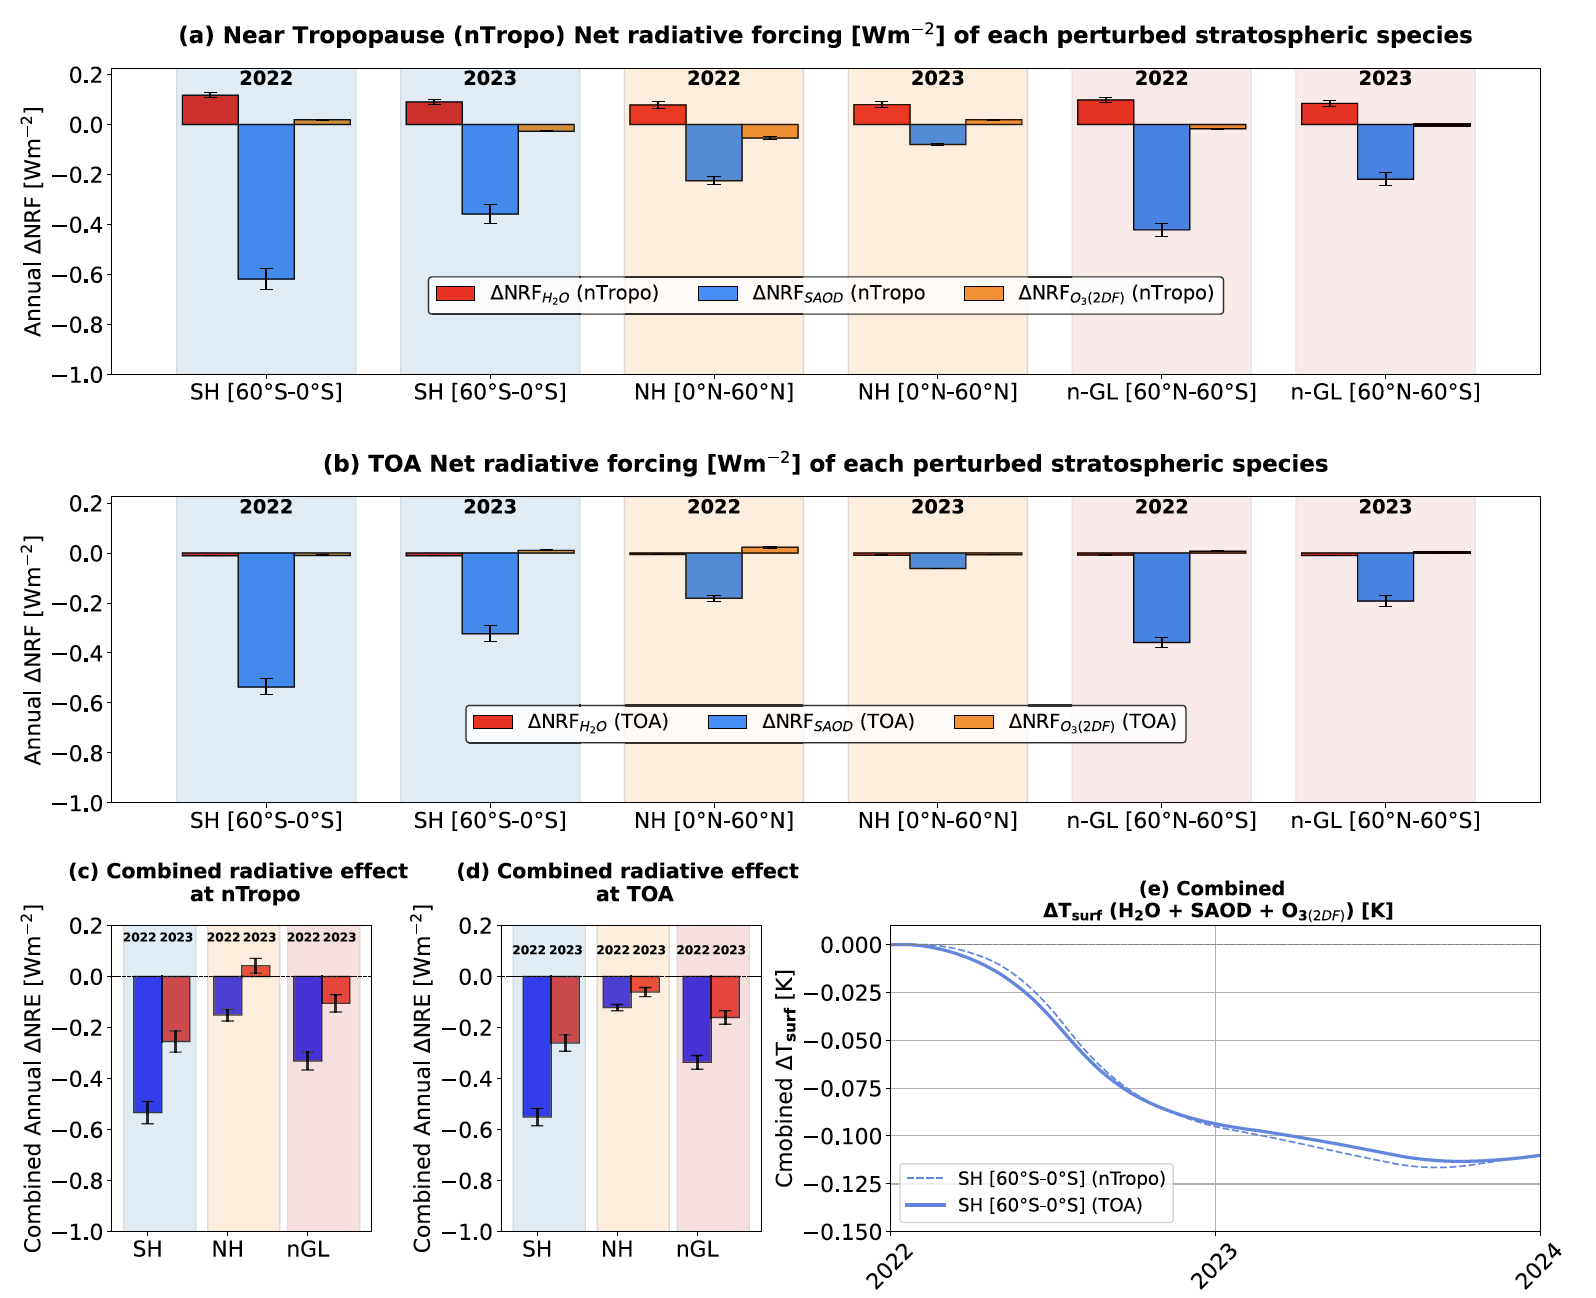 (a) Near Tropopause (nTropo) Net radiative forcing [Wm−2] of each perturbed stratospheric species
Annual ΔNRF [Wm−2]
0.2
0.0
−0.2
−0.4
−0.6
−0.8
−1.0
2022 2023 2022 2023 2022 2023
ΔNRFH2O (nTropo) ΔNRFSAOD (nTropo ΔNRFO3(2DF) (nTropo)
SH [60°S-0°S] SH [60°S-0°S] NH [0°N-60°N] NH [0°N-60°N] n-GL [60°N-60°S] n-GL [60°N-60°S]
(b) TOA Net radiative forcing [Wm−2] of each perturbed stratospheric species
Annual ΔNRF [Wm−2]
0.2
0.0
−0.2
−0.4
−0.6
−0.8
−1.0
2022 2023 2022 2023 2022 2023
ΔNRFH2O (TOA) ΔNRFSAOD (TOA) ΔNRFO3(2DF) (TOA)
SH [60°S-0°S] SH [60°S-0°S] NH [0°N-60°N] NH [0°N-60°N] n-GL [60°N-60°S] n-GL [60°N-60°S]
(c) Combined radiative effect
at nTropo
Combined Annual ΔNRE [Wm−2]
0.2
0.0
−0.2
−0.4
−0.6
−0.8
−1.0
2022 2023 2022 2023 2022 2023
SH NH nGL
(d) Combined radiative effect
at TOA
Combined Annual ΔNRE [Wm−2]
0.2
0.0
−0.2
−0.4
−0.6
−0.8
−1.0
2022 2023 2022 2023 2022 2023
SH NH nGL
(e) Combined
ΔTsurf (H2O + SAOD + O3(2DF)) [K]
Cmobined ΔTsurf [K]
0.000
−0.025
−0.050
−0.075
−0.100
−0.125
−0.150
SH [60°S-0°S] (nTropo)
SH [60°S-0°S] (TOA)
2022 2023 2024